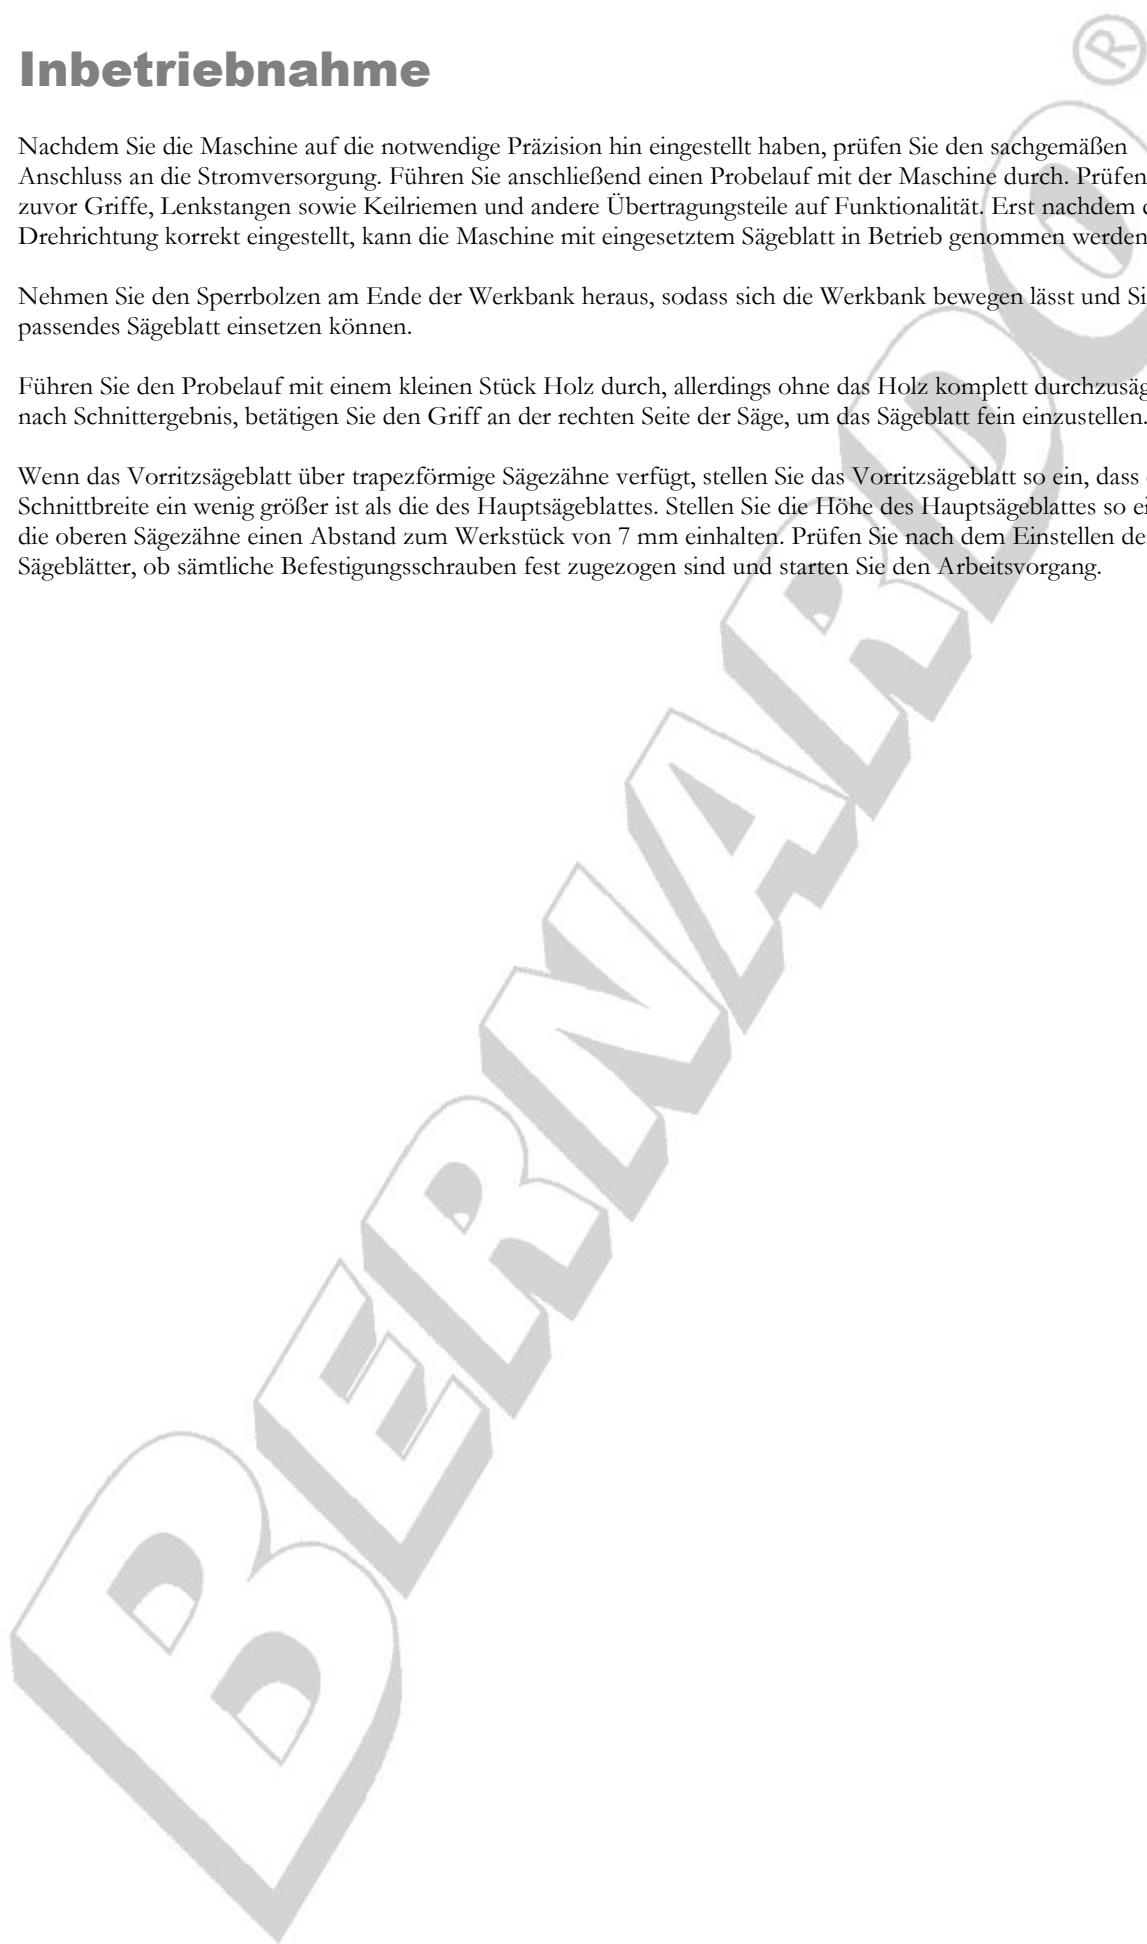 Inbetriebnahme
Nachdem Sie die Maschine auf die notwendige Präzision hin eingestellt haben, prüfen Sie den sachgemäßen
Anschluss an die Stromversorgung. Führen Sie anschließend einen Probelauf mit der Maschine durch. Prüfen
zuvor Griffe, Lenkstangen sowie Keilriemen und andere Übertragungsteile auf Funktionalität. Erst nachdem
Drehrichtung korrekt eingestellt, kann die Maschine mit eingesetztem Sägeblatt in Betrieb genommen werden
Nehmen Sie den Sperrbolzen am Ende der Werkbank heraus, sodass sich die Werkbank bewegen lässt und
passendes Sägeblatt einsetzen können.
Führen Sie den Probelauf mit einem kleinen Stück Holz durch, allerdings ohne das Holz komplett
nach Schnittergebnis, betätigen Sie den Griff an der rechten Seite der Säge, um das Sägeblatt fein einzustellen.
Wenn das Vorritzsägeblatt über trapezförmige Sägezähne verfügt, stellen Sie das Vorritzsägeblatt so ein, dass
Schnittbreite ein wenig größer ist als die des Hauptsägeblattes. Stellen Sie die Höhe des Hauptsägeblattes so
die oberen Sägezähne einen Abstand zum Werkstück von 7 mm einhalten. Prüfen Sie nach dem Einstellen
Sägeblätter, ob sämtliche Befestigungsschrauben fest zugezogen sind und starten Sie den Arbeitsvorgang.
BERNARDO®